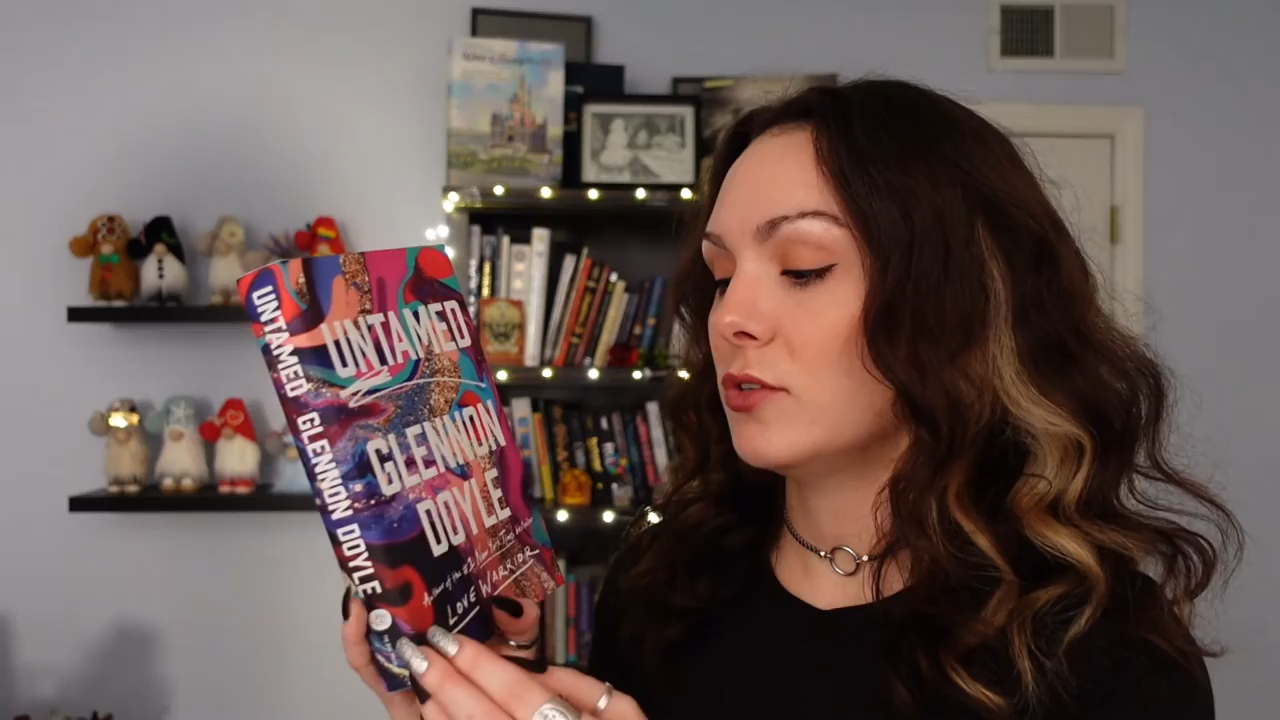 UNTAMED
GLENNON
DOYLE
Author of the #1 New York Times Bestseller
LOVE WARRIOR
UNTAMED GLENNON DOYLE